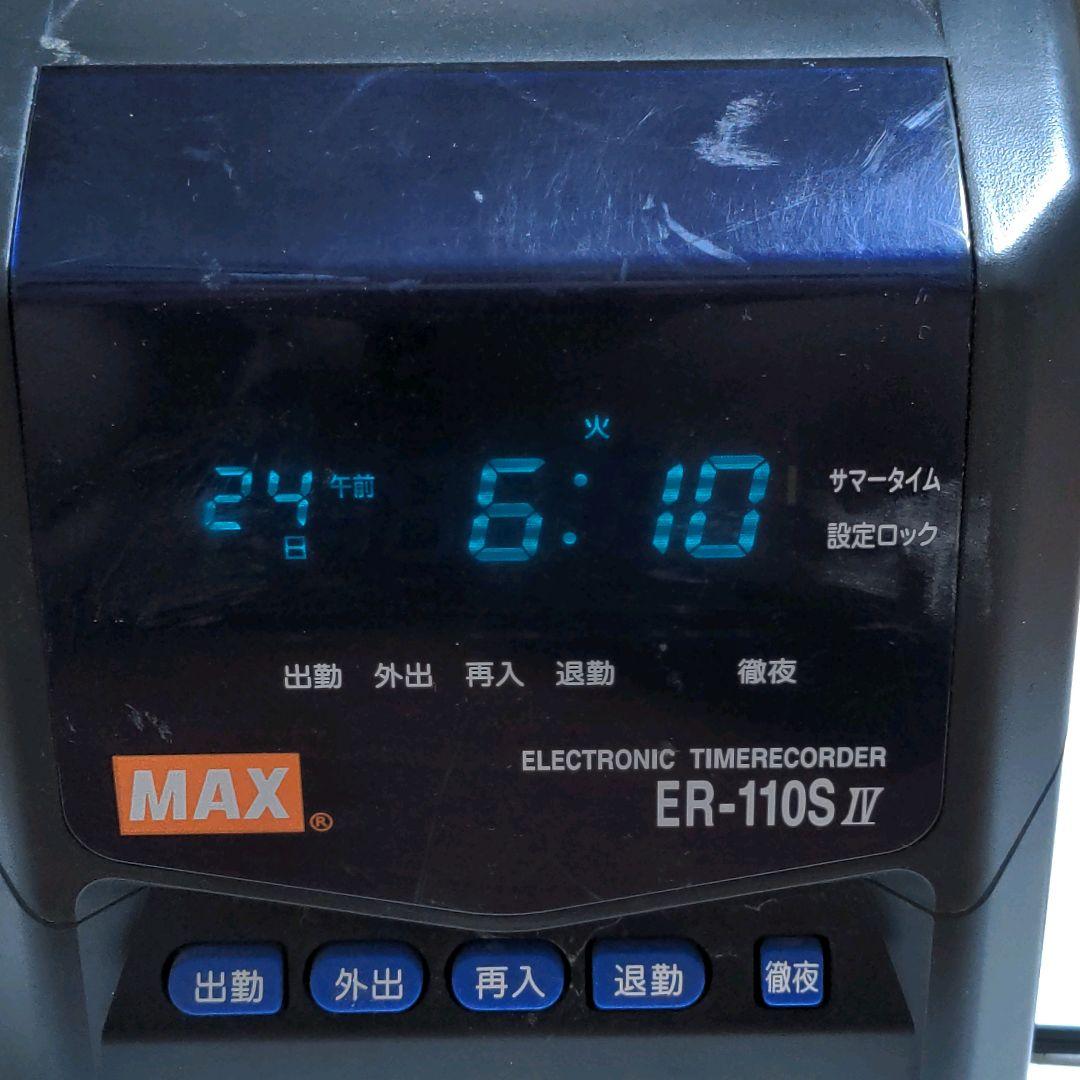 火
24 午前 6:10 サマータイム
日 設定ロック
出勤 外出 再入 退勤 徹夜
ELECTRONIC TIMERECORDER
MAX® ER-110S IV
出勤 外出 再入 退勤 徹夜